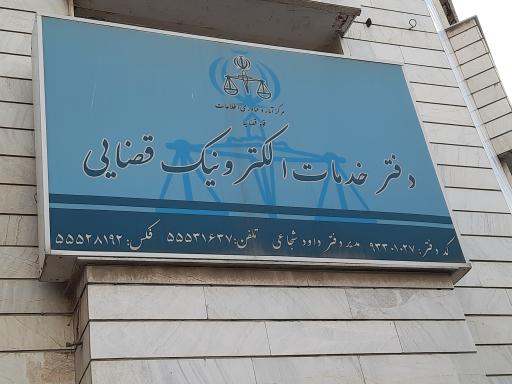 مرکز آمار و فناوری اطلاعات
قوه قضاییه
دفتر خدمات الکترونیک قضایی
کد دفتر: ۹۳۳۰۱۰۲۷ مدیر دفتر داود شجاعی تلفن: ۵۵۵۳۱۶۳۷ فکس: ۵۵۵۲۸۱۹۲